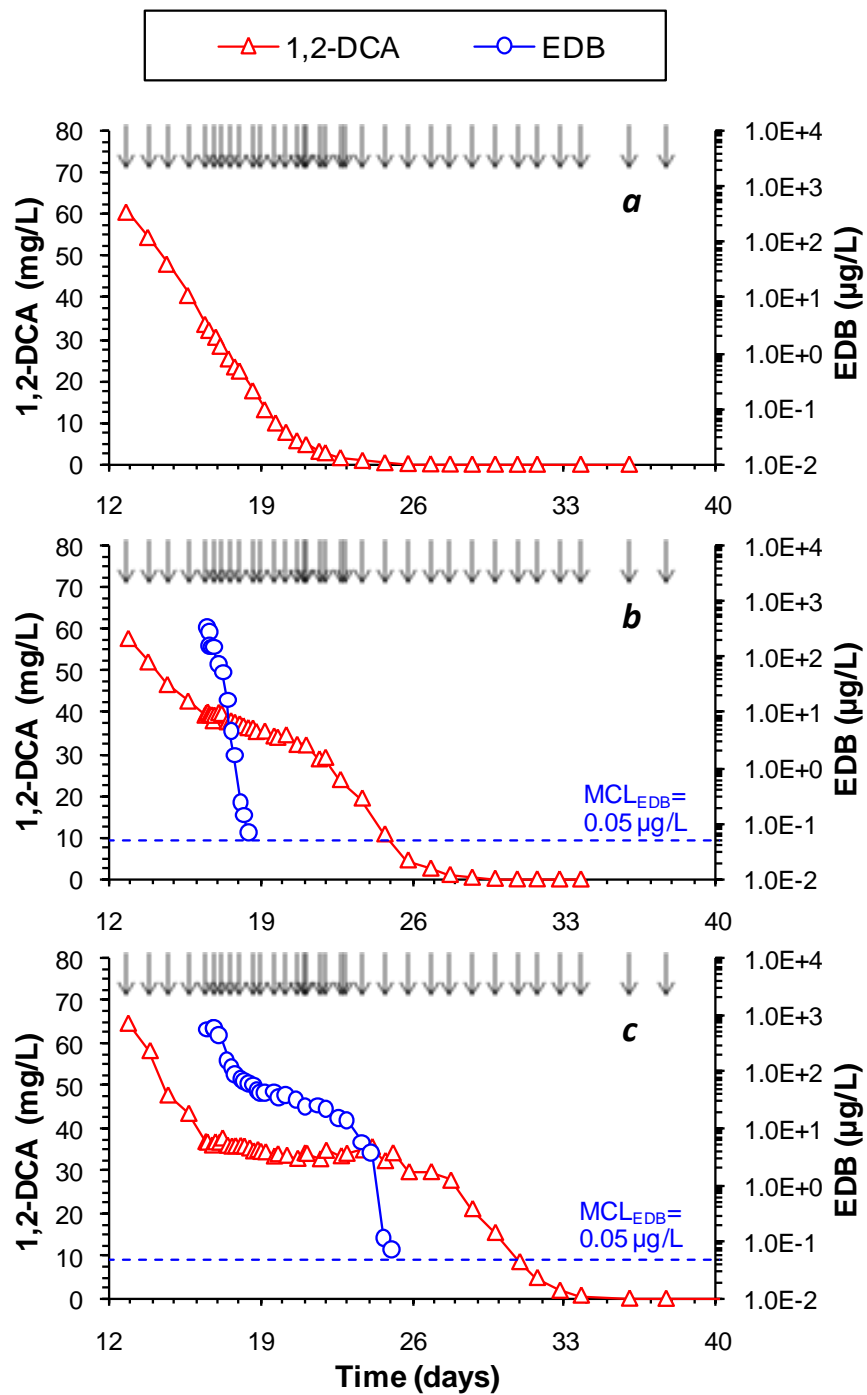 1,2-DCA EDB
80
70
60
50
40
30
20
10
0
1,2-DCA (mg/L)
a
1.0E+4
1.0E+3
1.0E+2
1.0E+1
1.0E+0
1.0E-1
1.0E-2
EDB (µg/L)
12 19 26 33 40
80
70
60
50
40
30
20
10
0
1,2-DCA (mg/L)
b
MCLEDB=
0.05 µg/L
1.0E+4
1.0E+3
1.0E+2
1.0E+1
1.0E+0
1.0E-1
1.0E-2
EDB (µg/L)
12 19 26 33 40
80
70
60
50
40
30
20
10
0
1,2-DCA (mg/L)
c
MCLEDB=
0.05 µg/L
1.0E+4
1.0E+3
1.0E+2
1.0E+1
1.0E+0
1.0E-1
1.0E-2
EDB (µg/L)
12 19 26 33 40
Time (days)